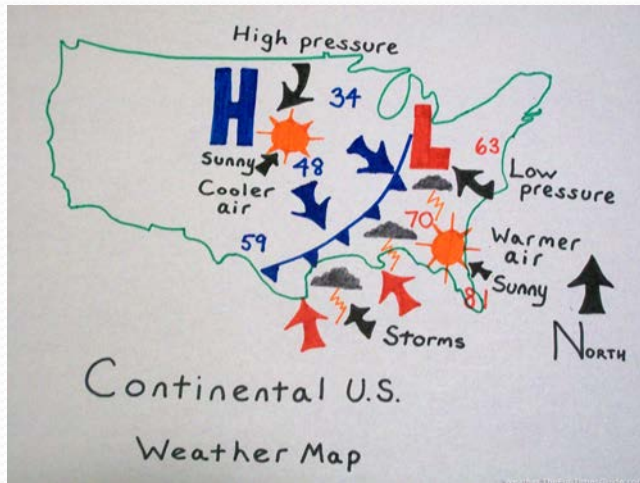 High pressure
H
34
L
63
Sunny
48
Cooler
air
Low
pressure
70
59
Warmer
air
Sunny
81
Storms
NORTH
Continental U.S.
Weather Map